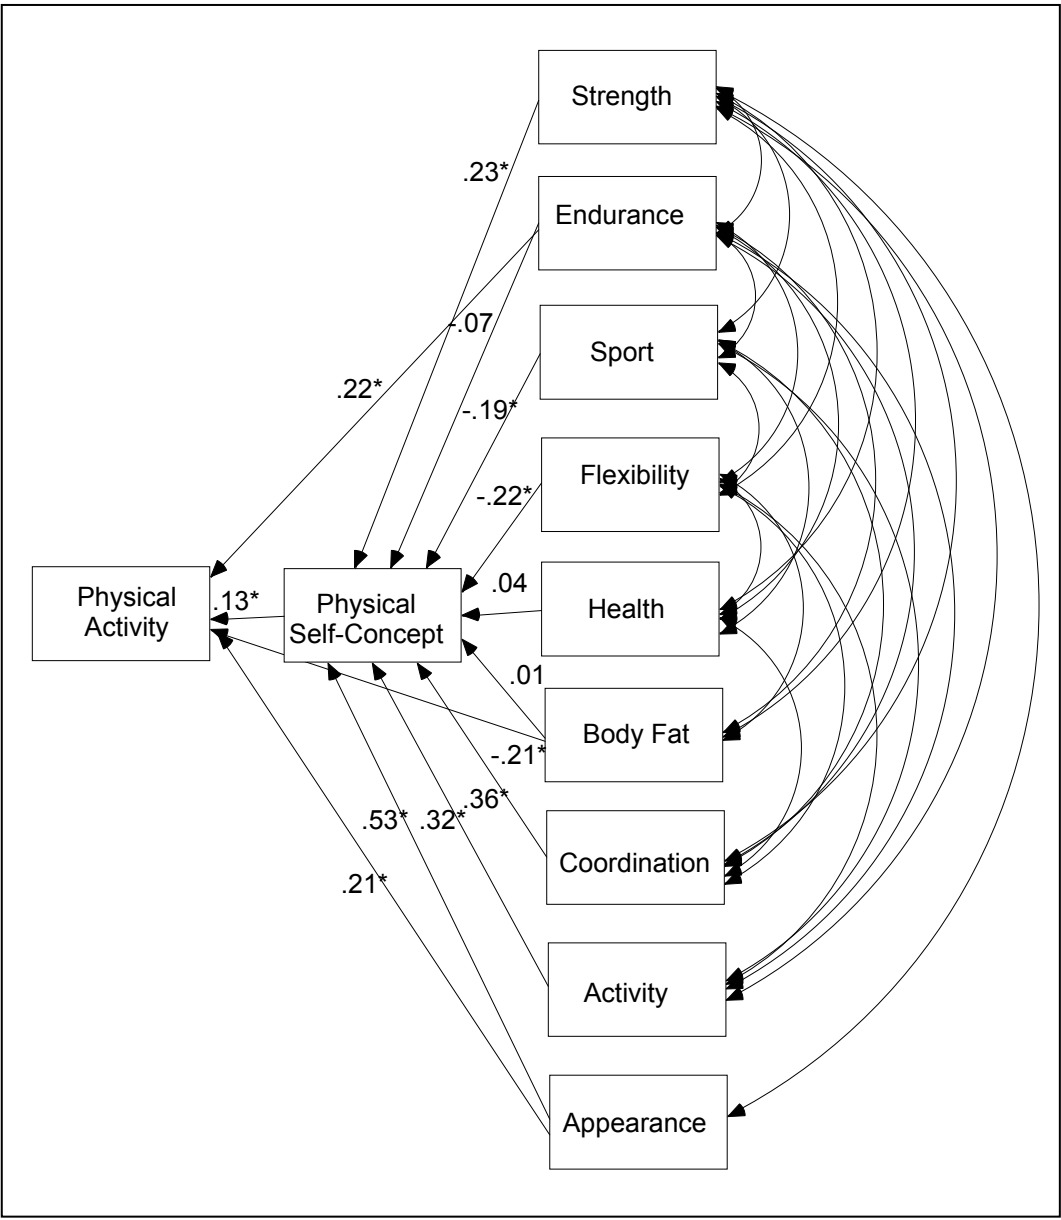 Strength
.23*
Endurance
-.07
Sport
.22*
-.19*
Flexibility
-.22*
.04
Health
Physical
Activity
.13*
Physical
Self-Concept
.01
Body Fat
-.21*
.36*
.53*
.32*
Coordination
.21*
Activity
Appearance